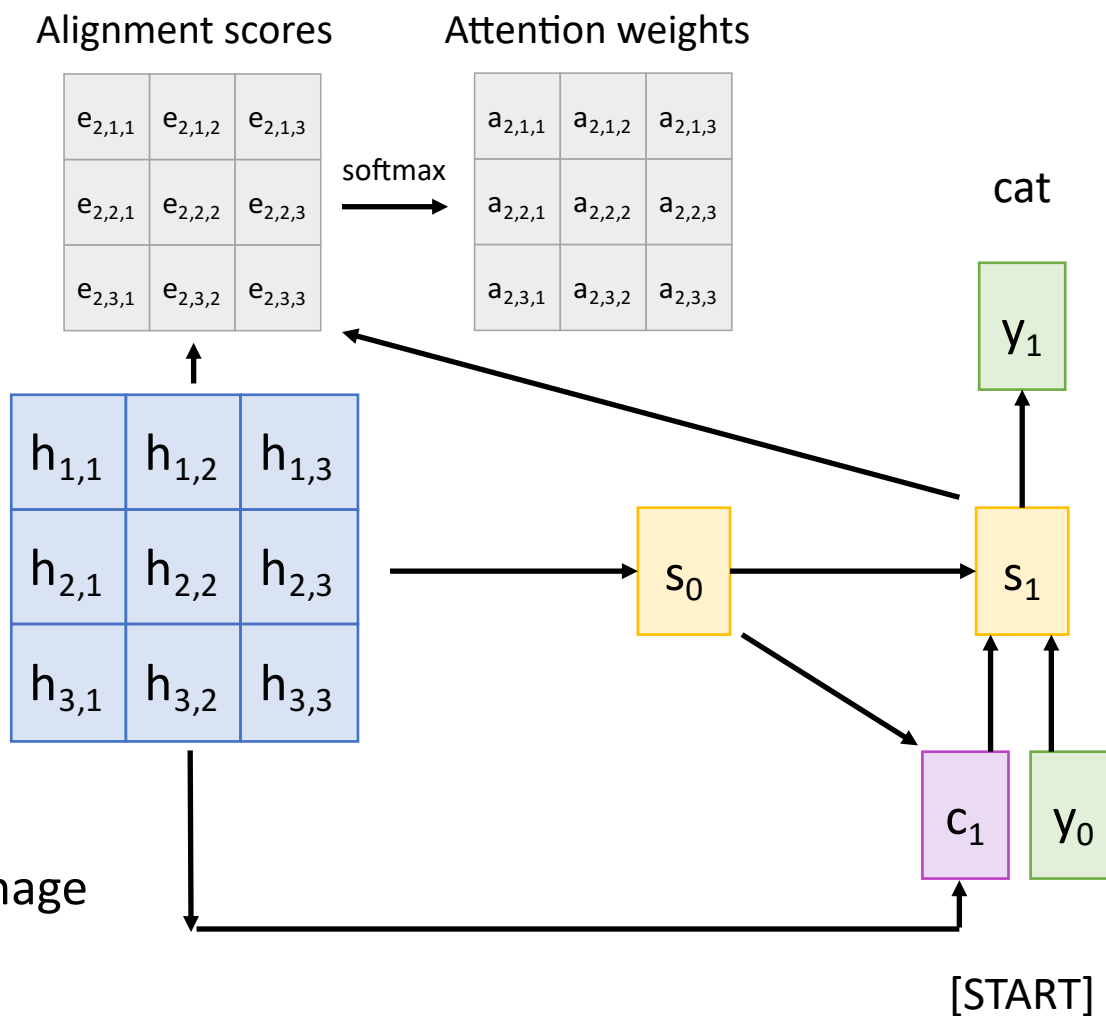 Alignment scores
Attention weights
e2,1,1 e2,1,2 e2,1,3
e2,2,1 e2,2,2 e2,2,3
e2,3,1 e2,3,2 e2,3,3
softmax
a2,1,1 a2,1,2 a2,1,3
a2,2,1 a2,2,2 a2,2,3
a2,3,1 a2,3,2 a2,3,3
cat
y1
h1,1 h1,2 h1,3
h2,1 h2,2 h2,3
h3,1 h3,2 h3,3
s0
s1
c1
y0
nage
[START]